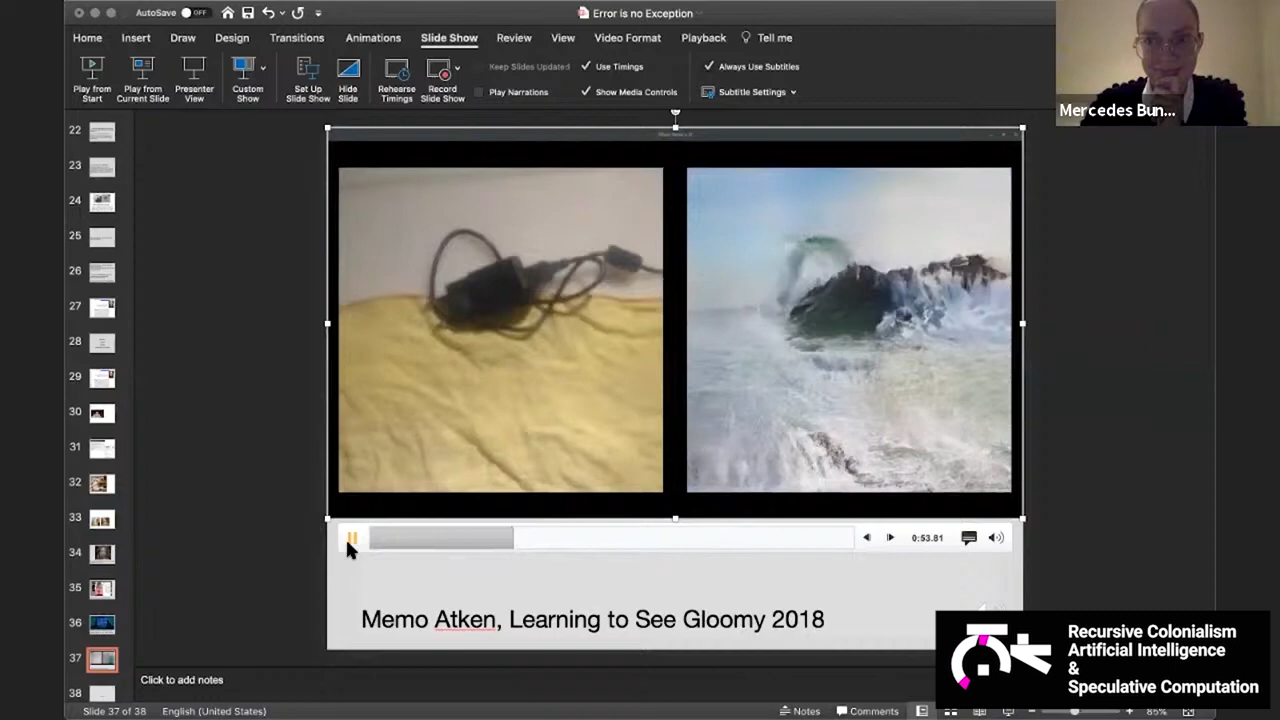 AutoSave OFF
Error is no Exception
Home Insert Draw Design Transitions Animations Slide Show Review View Video Format Playback Tell me
Play from Start
Play from Current Slide
Presenter View
Custom Show
Set Up Slide Show
Hide Slide
Rehearse Timings
Record Slide Show
Keep Slides Updated
Play Narrations
Use Timings
Show Media Controls
Always Use Subtitles
Subtitle Settings
Mercedes Bun...
22
23
24
25
26
27
28
29
30
31
32
33
34
35
36
37
38
0:53.81
Memo Atken, Learning to See Gloomy 2018
Recursive Colonialism
Artificial Intelligence
&
Speculative Computation
Click to add notes
Slide 37 of 38 English (United States) Notes Comments 85%